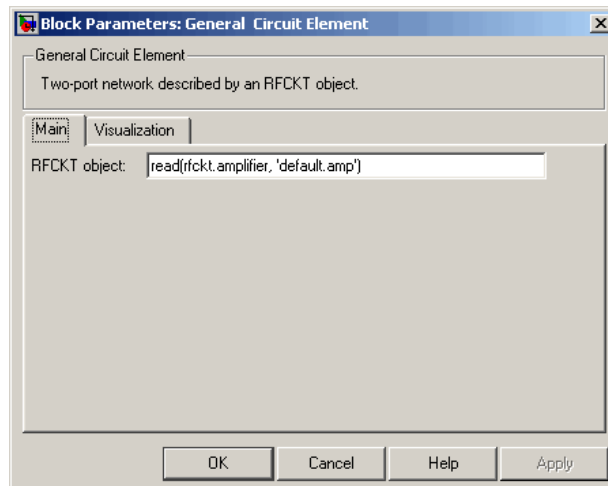 Block Parameters: General Circuit Element
General Circuit Element
Two-port network described by an RFCKT object.
Main Visualization
RFCKT object: read(rfckt.amplifier, 'default.amp')
OK Cancel Help Apply